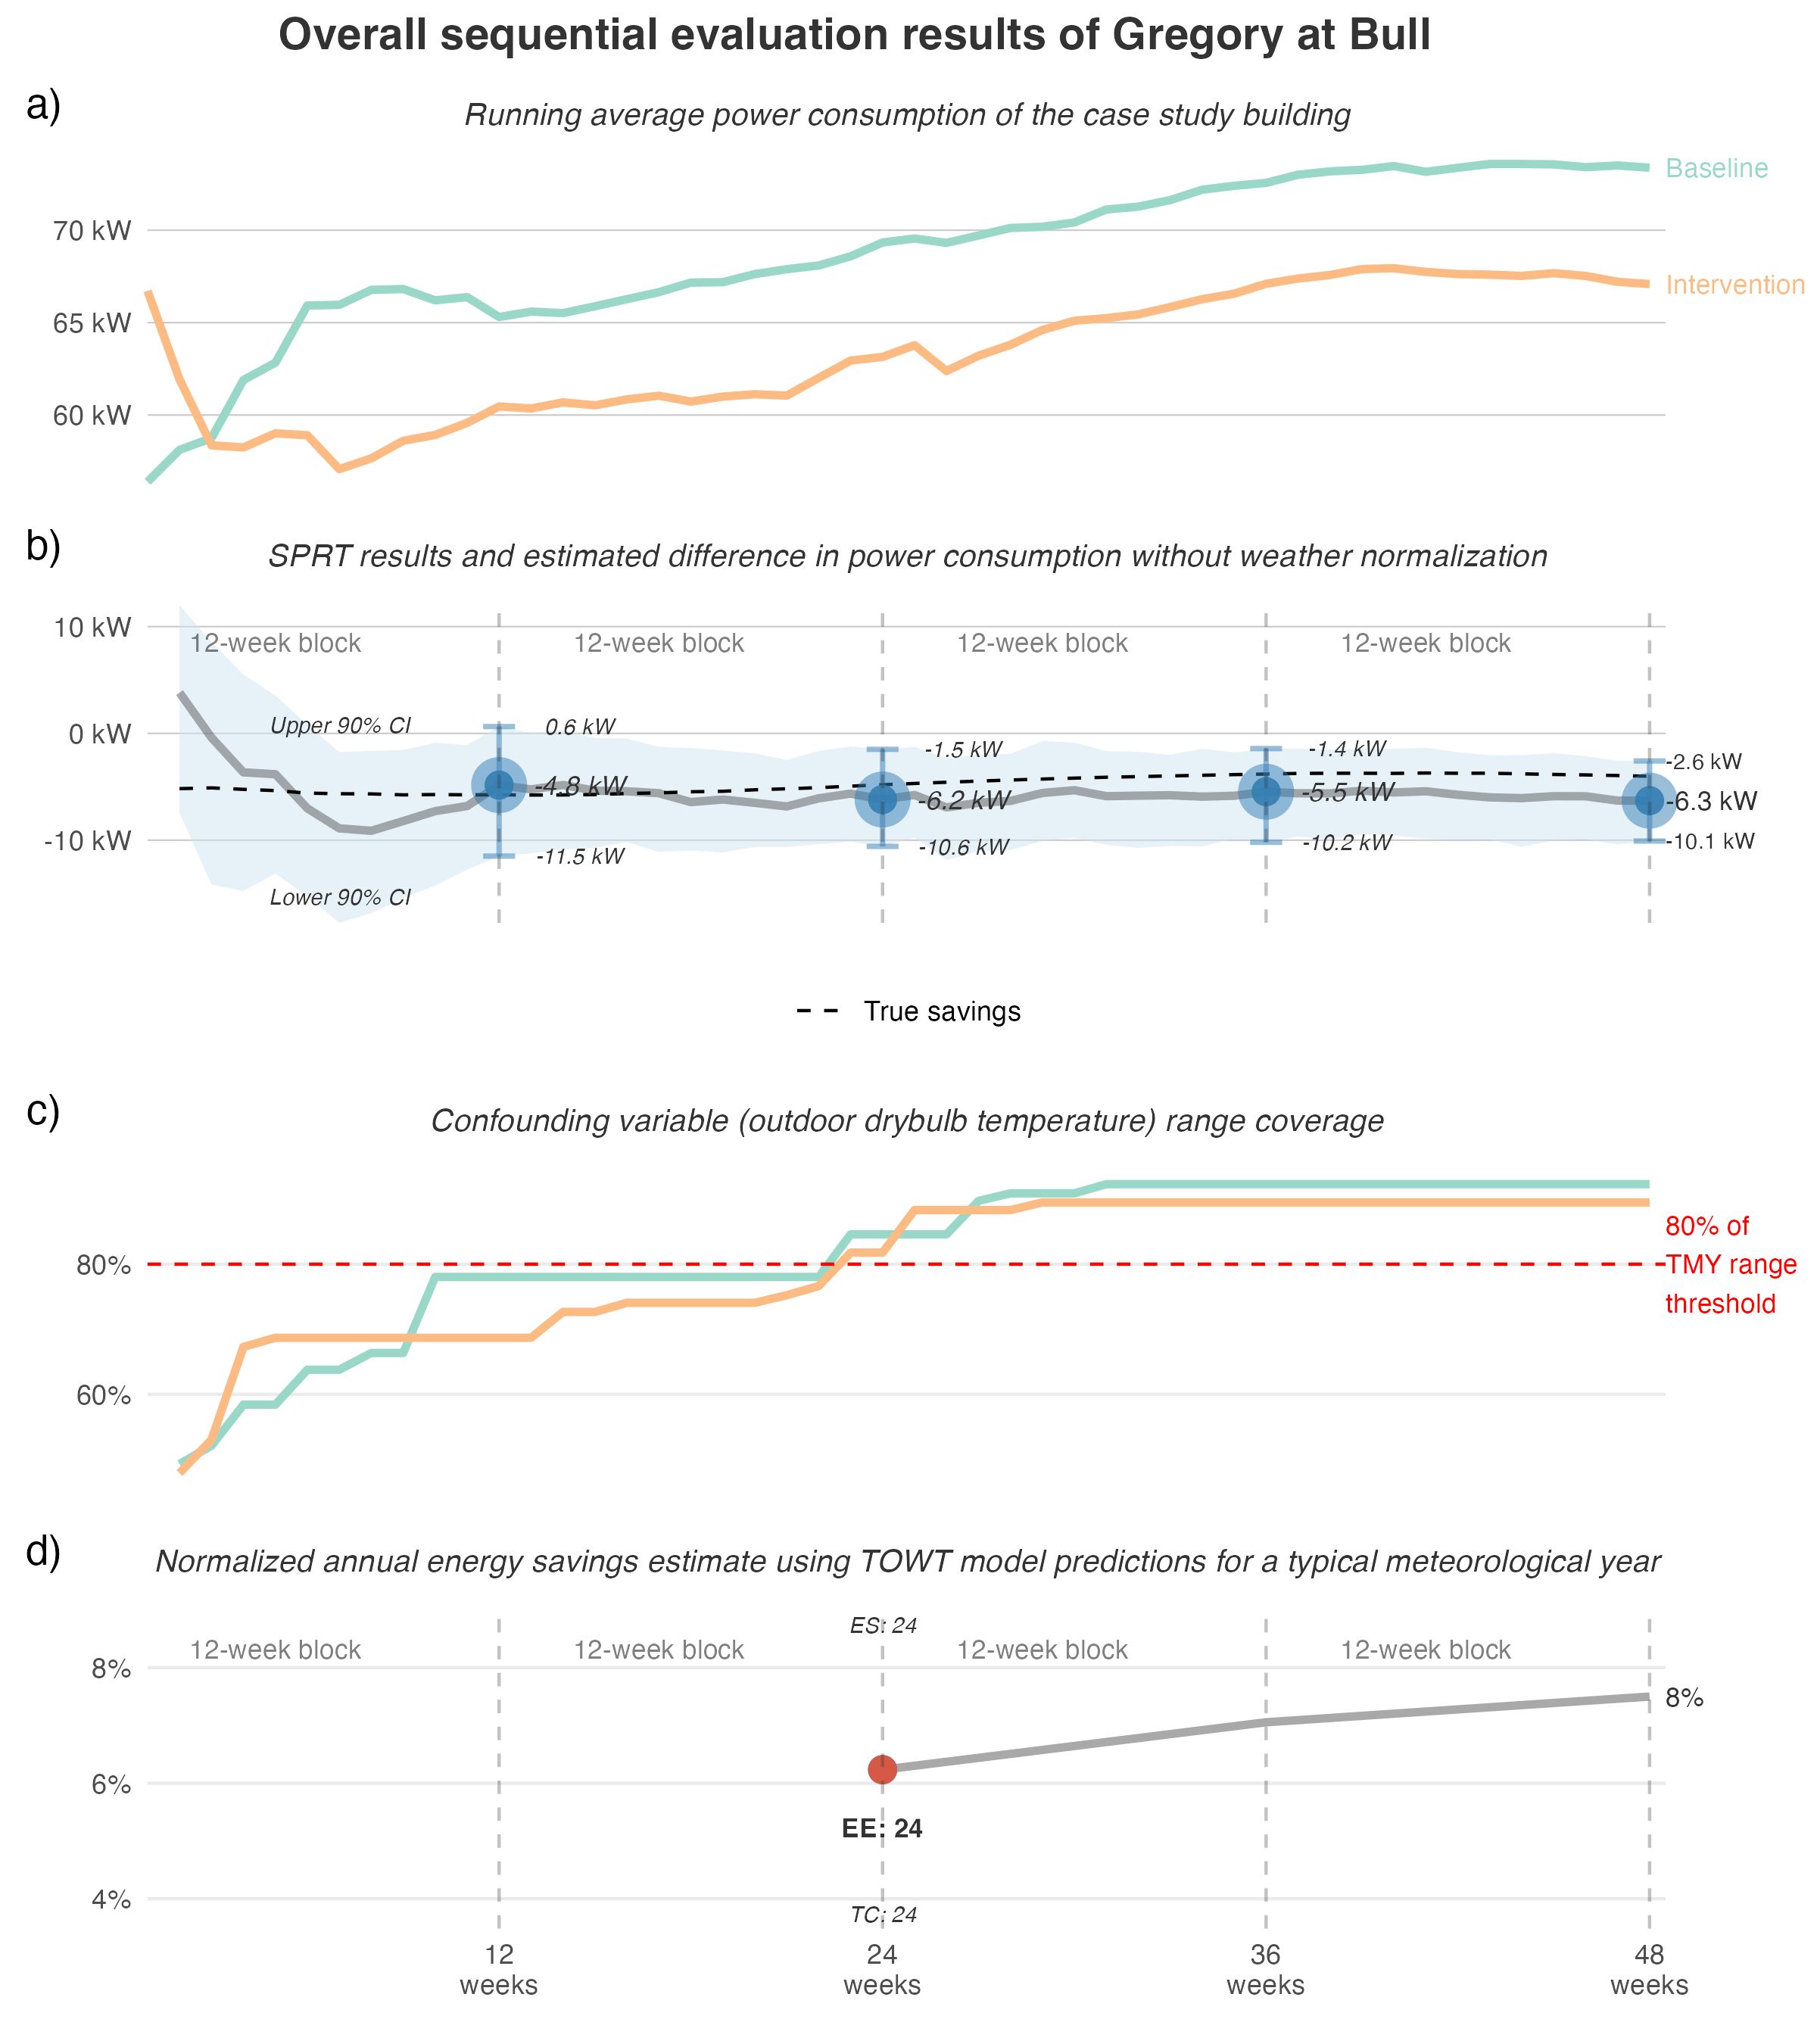 Overall sequential evaluation results of Gregory at Bull
a)
Running average power consumption of the case study building
Baseline
70 kW
Intervention
65 kW
60 kW
b)
SPRT results and estimated difference in power consumption without weather normalization
10 kW
12-week block
12-week block
12-week block
12-week block
Upper 90% CI
0.6 kW
0 kW
-1.5 kW
-1.4 kW
-2.6 kW
-4.8 kW
-6.2 kW
-5.5 kW
-6.3 kW
-10 kW
-11.5 kW
-10.6 kW
-10.2 kW
-10.1 kW
Lower 90% CI
True savings
c)
Confounding variable (outdoor drybulb temperature) range coverage
80% of
TMY range
threshold
80%
60%
d)
Normalized annual energy savings estimate using TOWT model predictions for a typical meteorological year
ES: 24
12-week block
12-week block
12-week block
12-week block
8%
8%
6%
EE: 24
4%
TC: 24
12
weeks
24
weeks
36
weeks
48
weeks